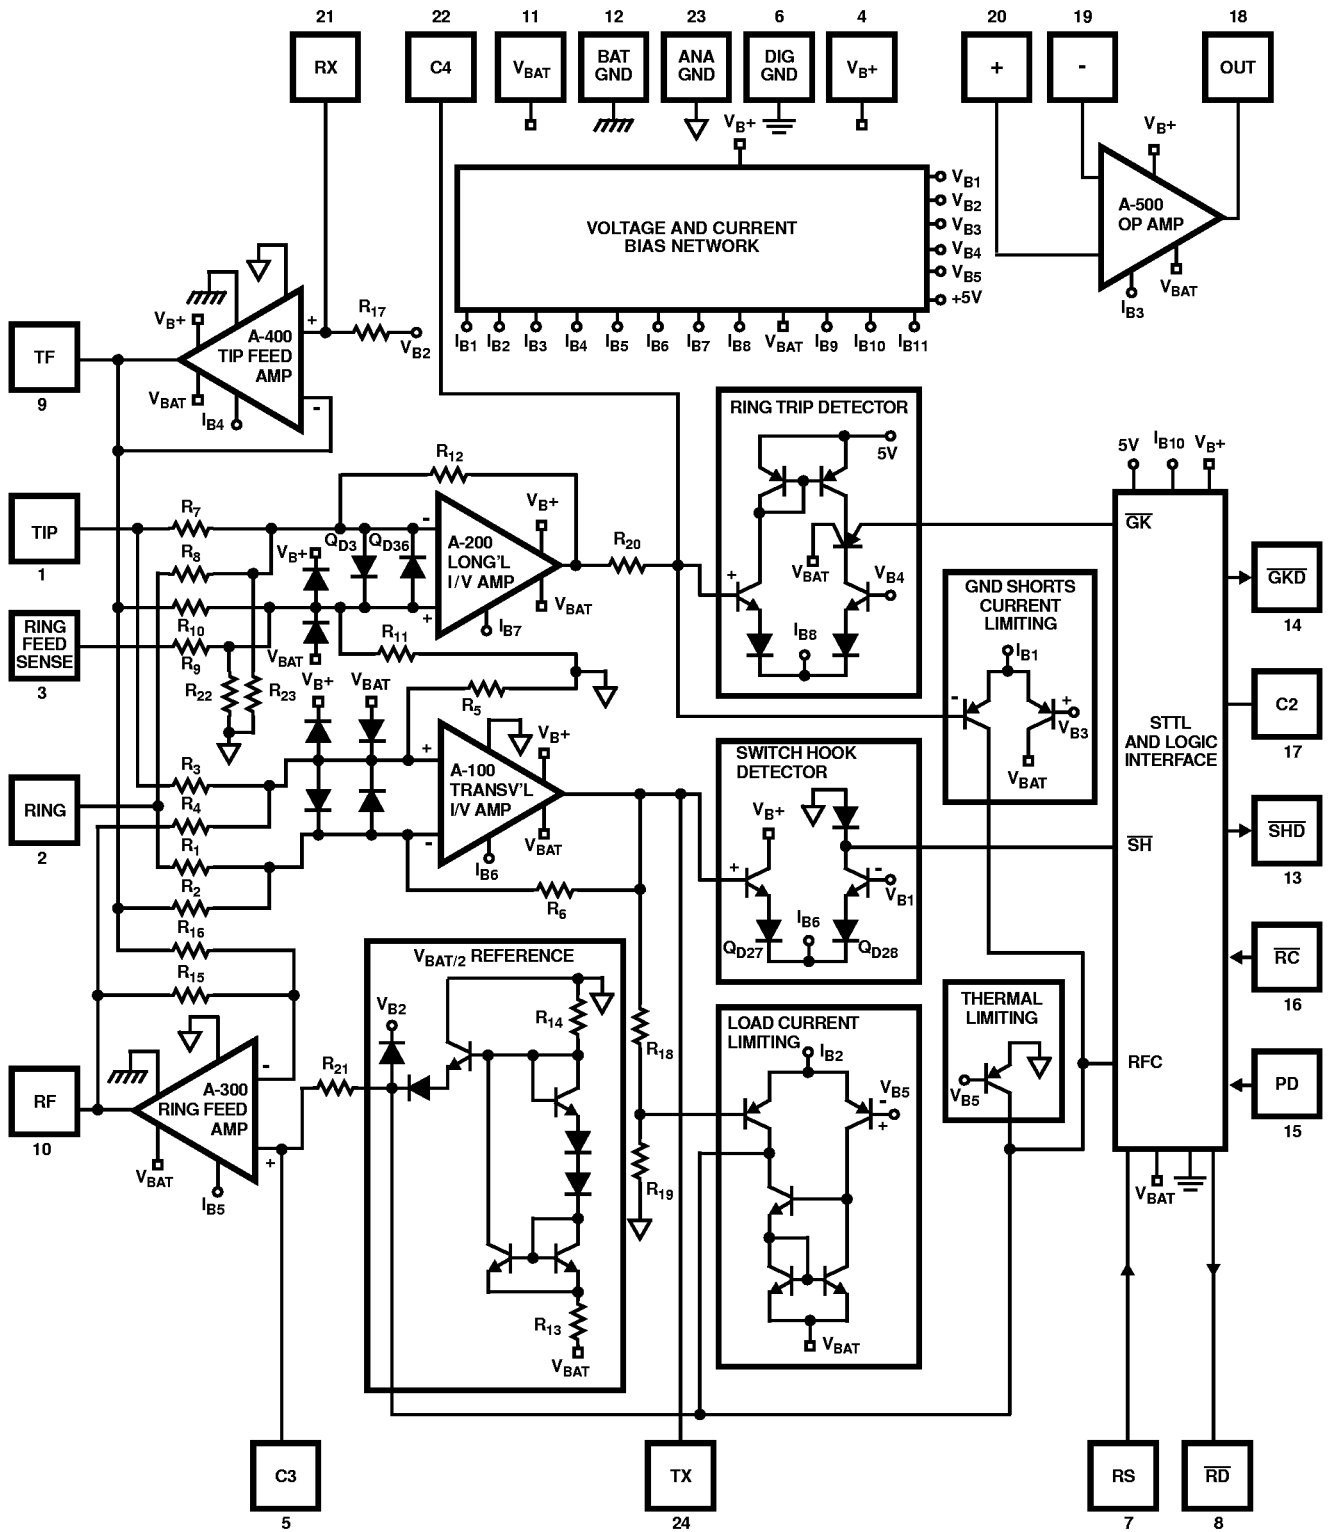 21 22 11 12 23 6 4 20 19 18
RX C4 VBAT BAT GND ANA GND DIG GND VB+ + - OUT
VB+
VB+
VOLTAGE AND CURRENT
BIAS NETWORK
VB1
VB2
VB3
VB4
VB5
+5V
IB1 IB2 IB3 IB4 IB5 IB6 IB7 IB8 VBAT IB9 IB10 IB11
A-500
OP AMP
VBAT
IB3
TF
9
VB+
A-400
TIP FEED
AMP
+
-
VBAT
IB4
R17
VB2
TIP
1
R7
R8
R10
R9
R22
R23
VB+
VBAT
QD3
QD36
R12
-
+
A-200
LONG'L
I/V AMP
VB+
VBAT
IB7
R20
R11
RING
FEED
SENSE
3
R5
VB+
VBAT
+
-
A-100
TRANSV'L
I/V AMP
VB+
VBAT
IB6
RING
2
R3
R4
R1
R2
R16
R15
R6
RING TRIP DETECTOR
5V
VBAT
VB4
+
IB8
GND SHORTS
CURRENT
LIMITING
IB1
-
+
VB3
VBAT
SWITCH HOOK
DETECTOR
VB+
+
-
VB1
IB6
QD27
QD28
VBAT/2 REFERENCE
VB2
R14
R13
VBAT
R21
R18
R19
RF
10
A-300
RING FEED
AMP
-
+
VBAT
IB5
LOAD CURRENT
LIMITING
IB2
VB5
-
+
VBAT
THERMAL
LIMITING
VB5
5V IB10 VB+
GK
STTL
AND LOGIC
INTERFACE
SH
RFC
VBAT
GKD
14
C2
17
SHD
13
RC
16
PD
15
C3
5
TX
24
RS
7
RD
8